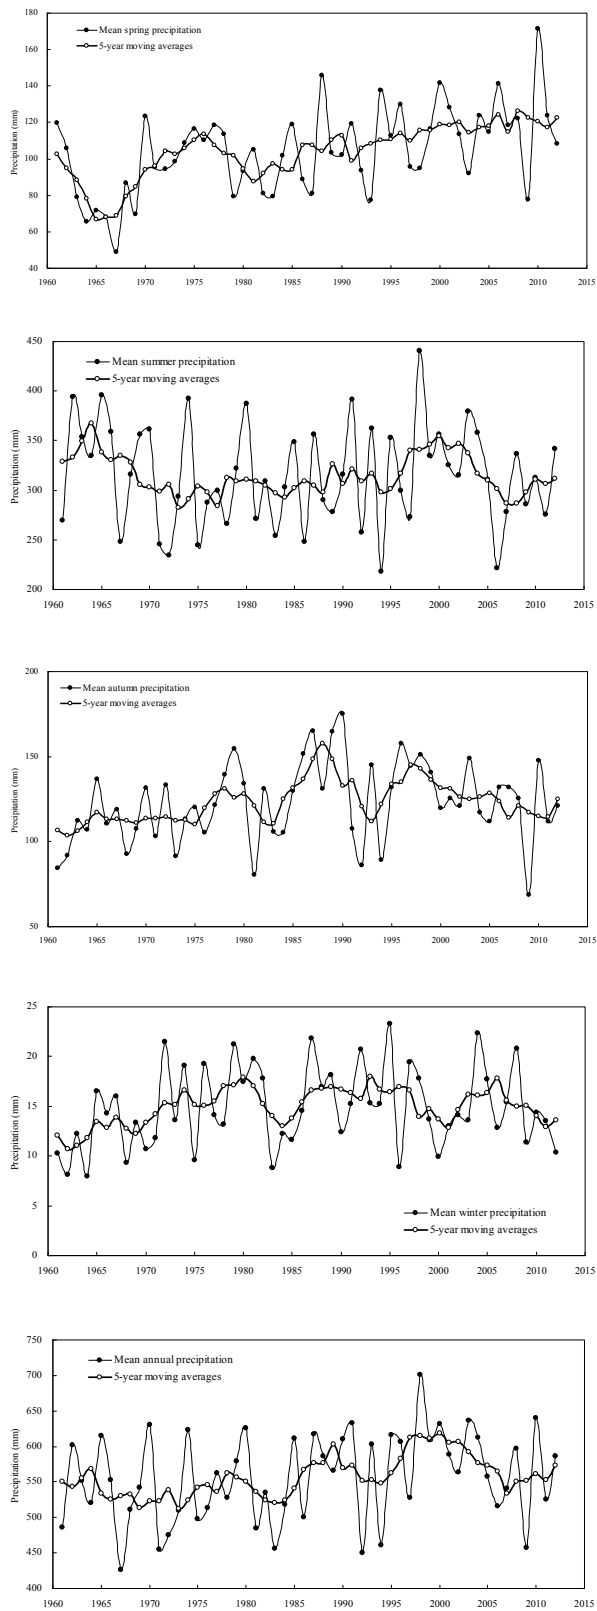 180
Mean spring precipitation
160
5-year moving averages
140
120
100
80
60
40
Precipitation (mm)
1960 1965 1970 1975 1980 1985 1990 1995 2000 2005 2010 2015
450
Mean summer precipitation
400
5-year moving averages
350
300
250
200
Precipitation (mm)
1960 1965 1970 1975 1980 1985 1990 1995 2000 2005 2010 2015
200
Mean autumn precipitation
5-year moving averages
150
100
50
Precipitation (mm)
1960 1965 1970 1975 1980 1985 1990 1995 2000 2005 2010 2015
25
20
15
10
5
Mean winter precipitation
5-year moving averages
0
Precipitation (mm)
1960 1965 1970 1975 1980 1985 1990 1995 2000 2005 2010 2015
750
Mean annual precipitation
700
5-year moving averages
650
600
550
500
450
400
Precipitation (mm)
1960 1965 1970 1975 1980 1985 1990 1995 2000 2005 2010 2015